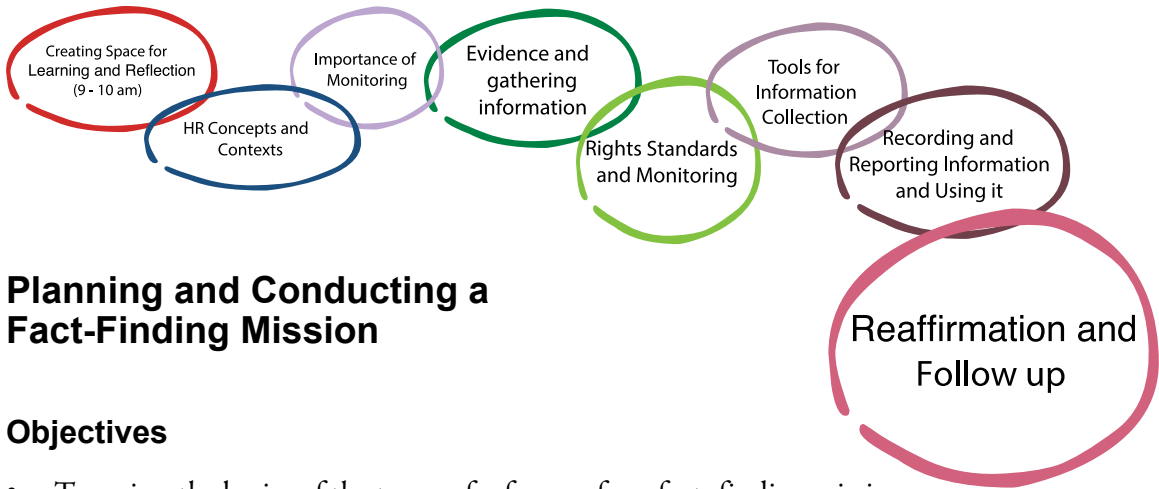 Creating Space for
Learning and Reflection
(9 - 10 am)
HR Concepts and
Contexts
Importance of
Monitoring
Evidence and
gathering
information
Rights Standards
and Monitoring
Tools for
Information
Collection
Recording and
Reporting Information
and Using it
Reaffirmation and
Follow up
Planning and Conducting a
Fact-Finding Mission
Objectives